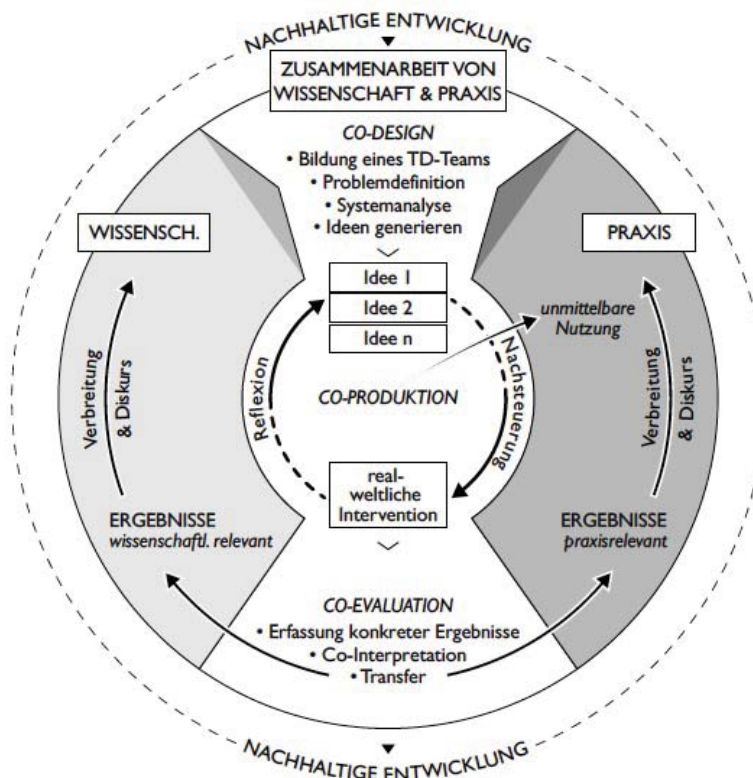 NACHHALTIGE ENTWICKLUNG
ZUSAMMENARBEIT VON
WISSENSCHAFT & PRAXIS
CO-DESIGN
• Bildung eines TD-Teams
• Problemdefinition
• Systemanalyse
• Ideen generieren
WISSENSCH.
PRAXIS
Idee 1
Idee 2
Idee n
unmittelbare
Nutzung
Reflexion
Nachsteuerung
CO-PRODUKTION
Verbreitung
& Diskurs
Verbreitung
& Diskurs
real-
weltliche
Intervention
ERGEBNISSE
wissenschaftl. relevant
ERGEBNISSE
praxisrelevant
CO-EVALUATION
• Erfassung konkreter Ergebnisse
• Co-Interpretation
• Transfer
NACHHALTIGE ENTWICKLUNG